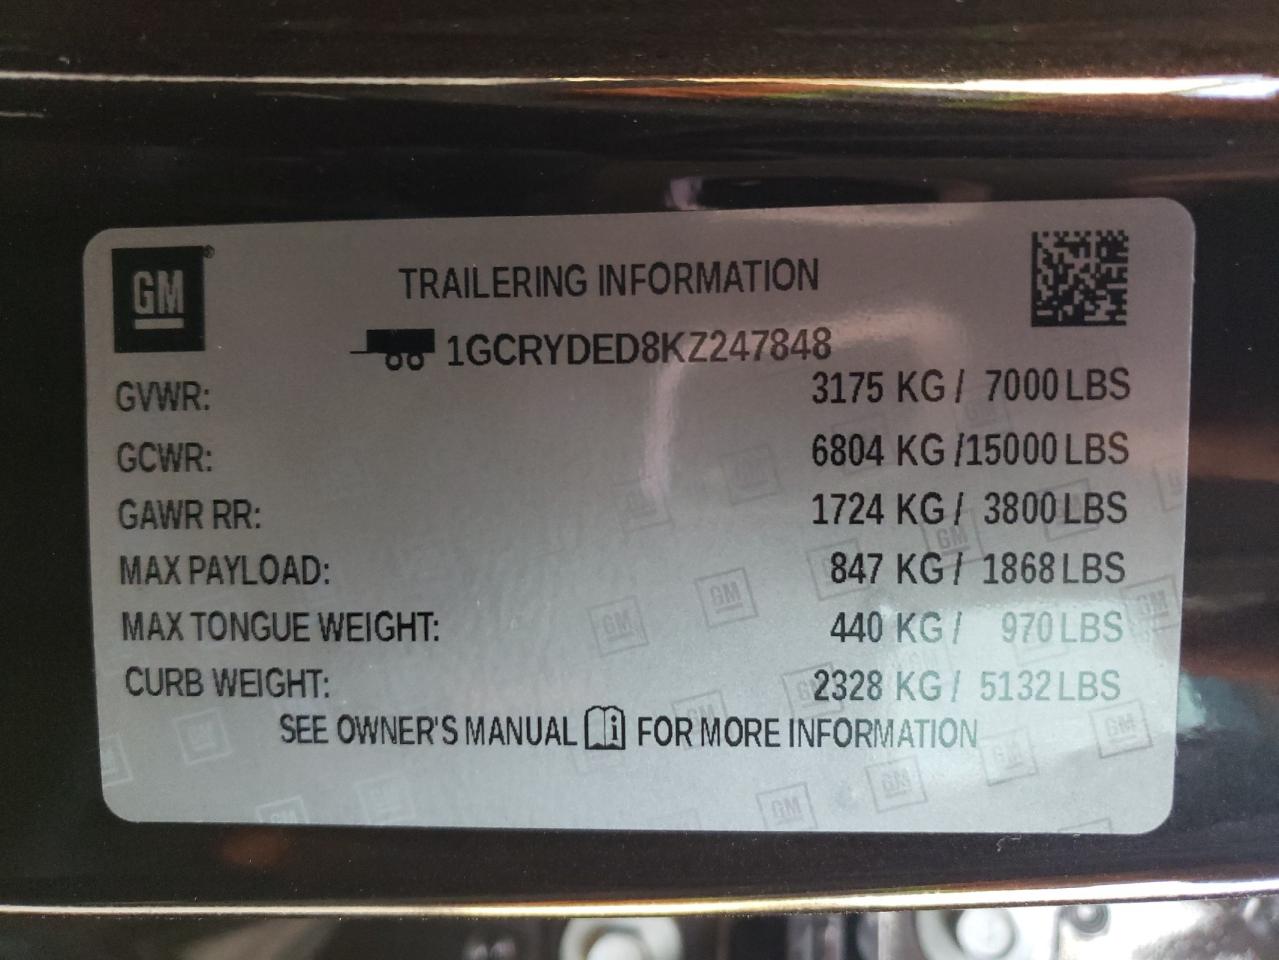 GM®
TRAILERING INFORMATION
1GCRYDED8KZ247848
GVWR: 3175 KG / 7000 LBS
GCWR: 6804 KG /15000 LBS
GAWR RR: 1724 KG / 3800 LBS
MAX PAYLOAD: 847 KG / 1868 LBS
MAX TONGUE WEIGHT: 440 KG / 970 LBS
CURB WEIGHT: 2328 KG / 5132 LBS
SEE OWNER'S MANUAL i FOR MORE INFORMATION